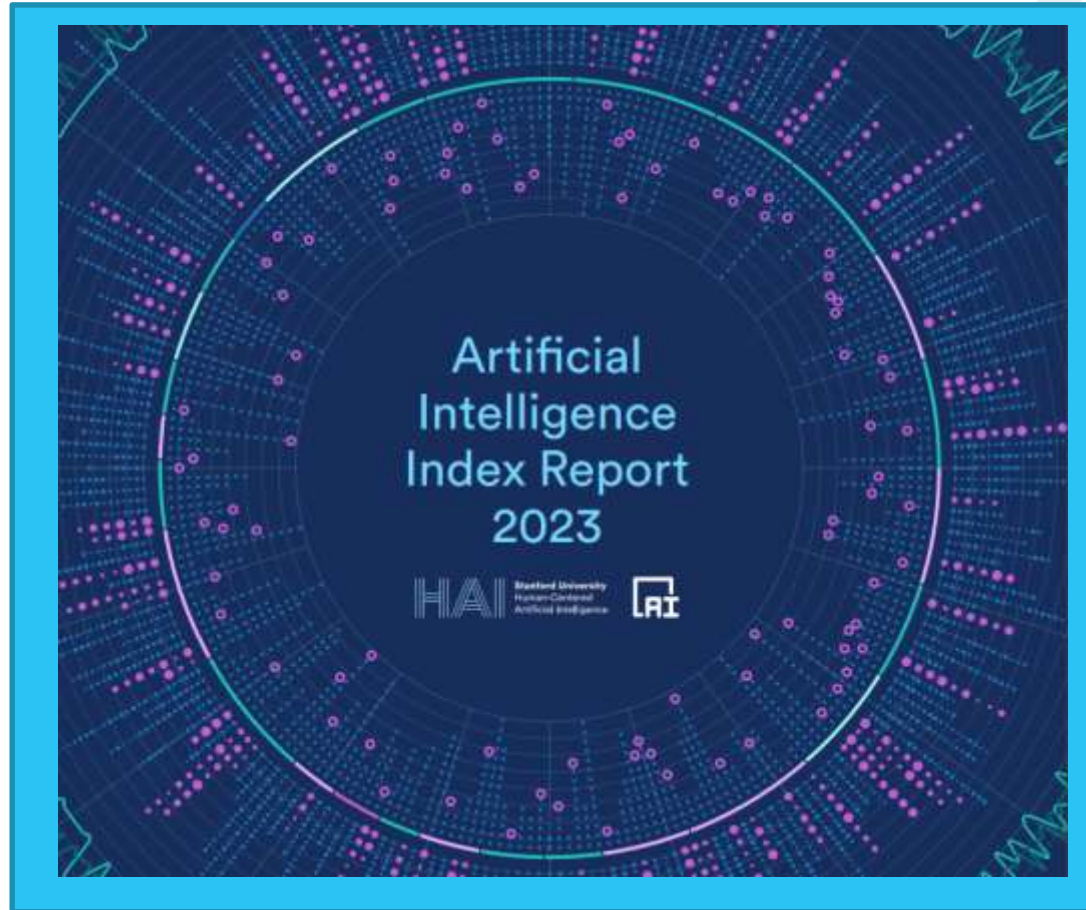 Artificial
Intelligence
Index Report
2023
HAI
Stanford University
Human-Centered
Artificial Intelligence
AI